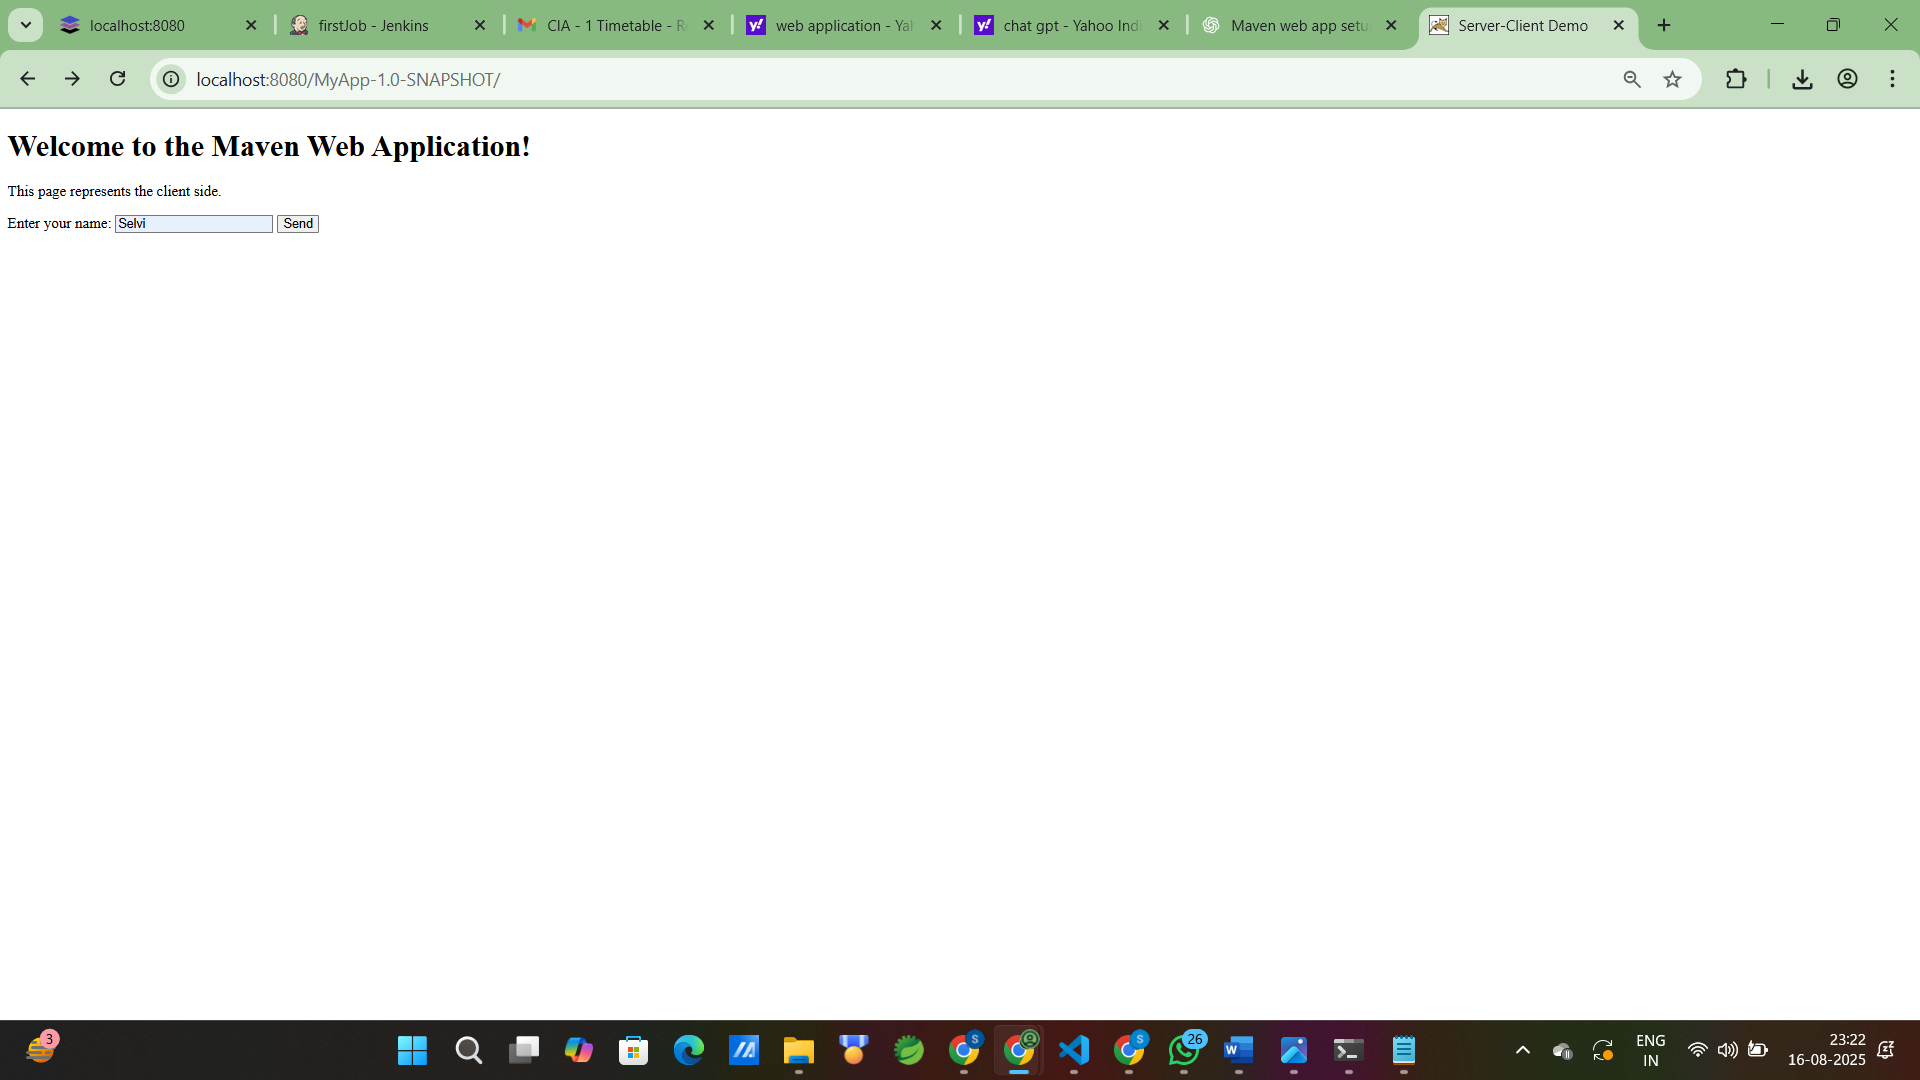 localhost:8080
firstJob - Jenkins
CIA - 1 Timetable - R
web application - Yah
chat gpt - Yahoo Indi
Maven web app setu
Server-Client Demo
localhost:8080/MyApp-1.0-SNAPSHOT/
Welcome to the Maven Web Application!
This page represents the client side.
Enter your name: Selvi Send
3
S
S
26
W
ENG
IN
23:22
16-08-2025